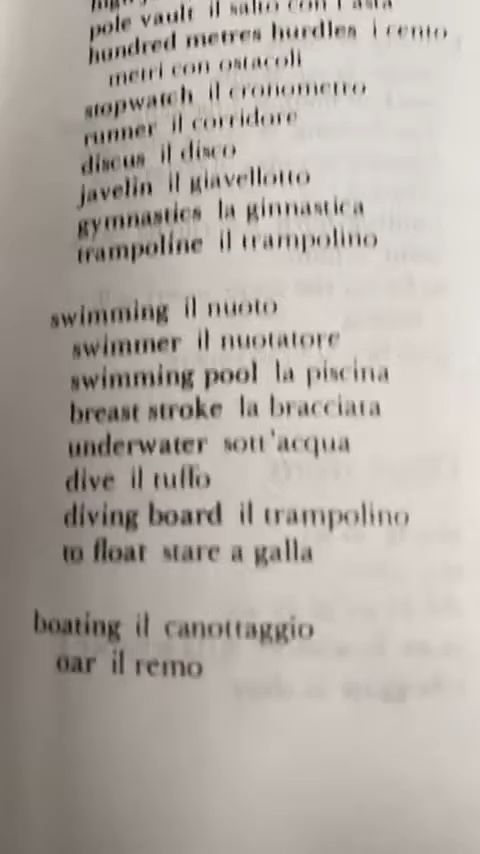 pole vault il salto con l'asta
hundred metres hurdles i cento
metri con ostacoli
stopwatch il cronometro
runner il corridore
discus il disco
javelin il giavellotto
gymnastics la ginnastica
trampoline il trampolino
swimming il nuoto
swimmer il nuotatore
swimming pool la piscina
breast stroke la bracciata
underwater sott'acqua
dive il tuffo
diving board il trampolino
to float stare a galla
boating il canottaggio
oar il remo